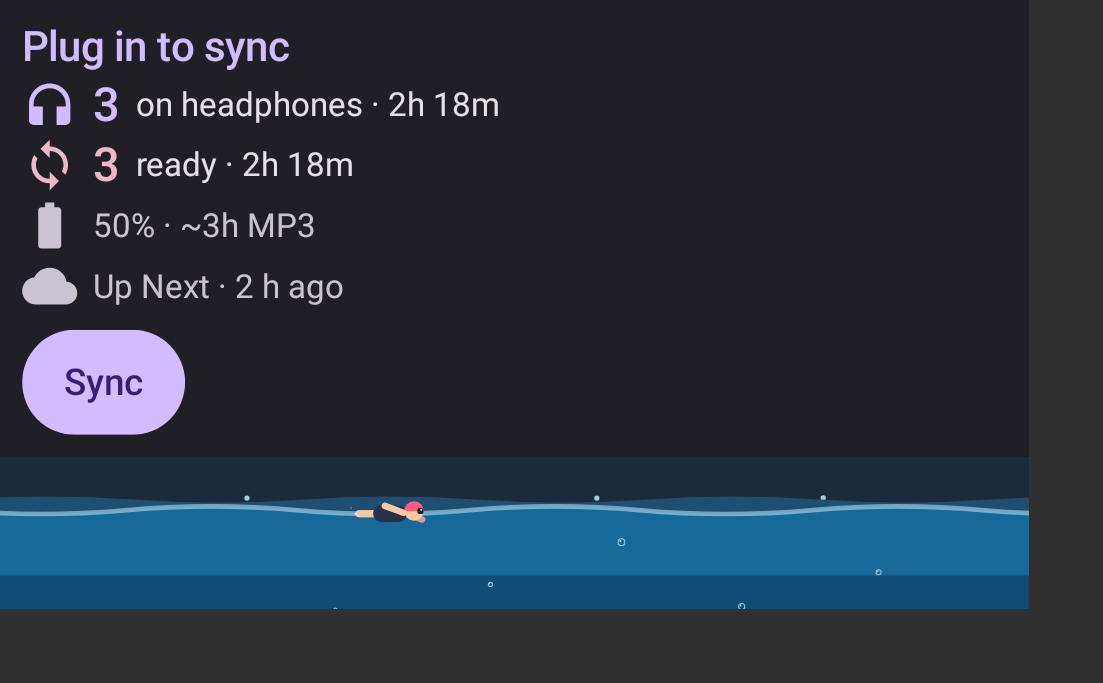 Plug in to sync
3 on headphones · 2h 18m
3 ready · 2h 18m
50% · ~3h MP3
Up Next · 2 h ago
Sync